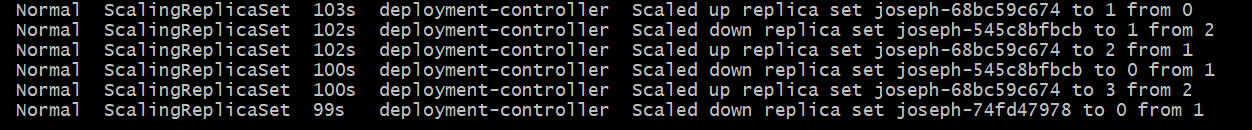 Normal ScalingReplicaSet 103s deployment-controller Scaled up replica set joseph-68bc59c674 to 1 from 0
Normal ScalingReplicaSet 102s deployment-controller Scaled down replica set joseph-545c8bfbcb to 1 from 2
Normal ScalingReplicaSet 102s deployment-controller Scaled up replica set joseph-68bc59c674 to 2 from 1
Normal ScalingReplicaSet 100s deployment-controller Scaled down replica set joseph-545c8bfbcb to 0 from 1
Normal ScalingReplicaSet 100s deployment-controller Scaled up replica set joseph-68bc59c674 to 3 from 2
Normal ScalingReplicaSet 99s deployment-controller Scaled down replica set joseph-74fd47978 to 0 from 1